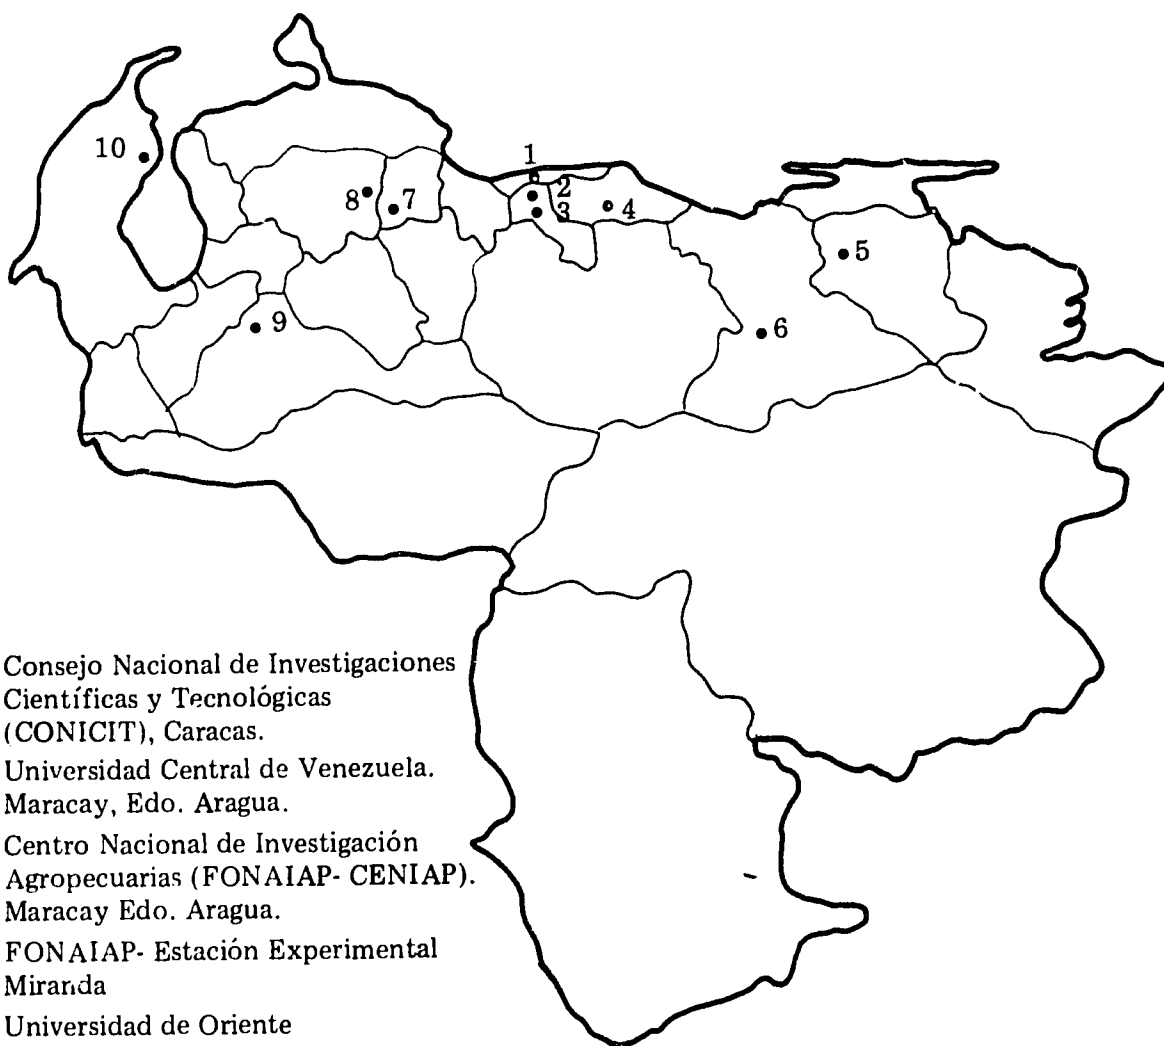 1
10
2
8
7
3
4
5
9
6
Consejo Nacional de Investigaciones
Científicas y Tecnológicas
(CONICIT), Caracas.
Universidad Central de Venezuela.
Maracay, Edo. Aragua.
Centro Nacional de Investigación
Agropecuarias (FONAIAP- CENIAP).
Maracay Edo. Aragua.
FONAIAP- Estación Experimental
Miranda
Universidad de Oriente